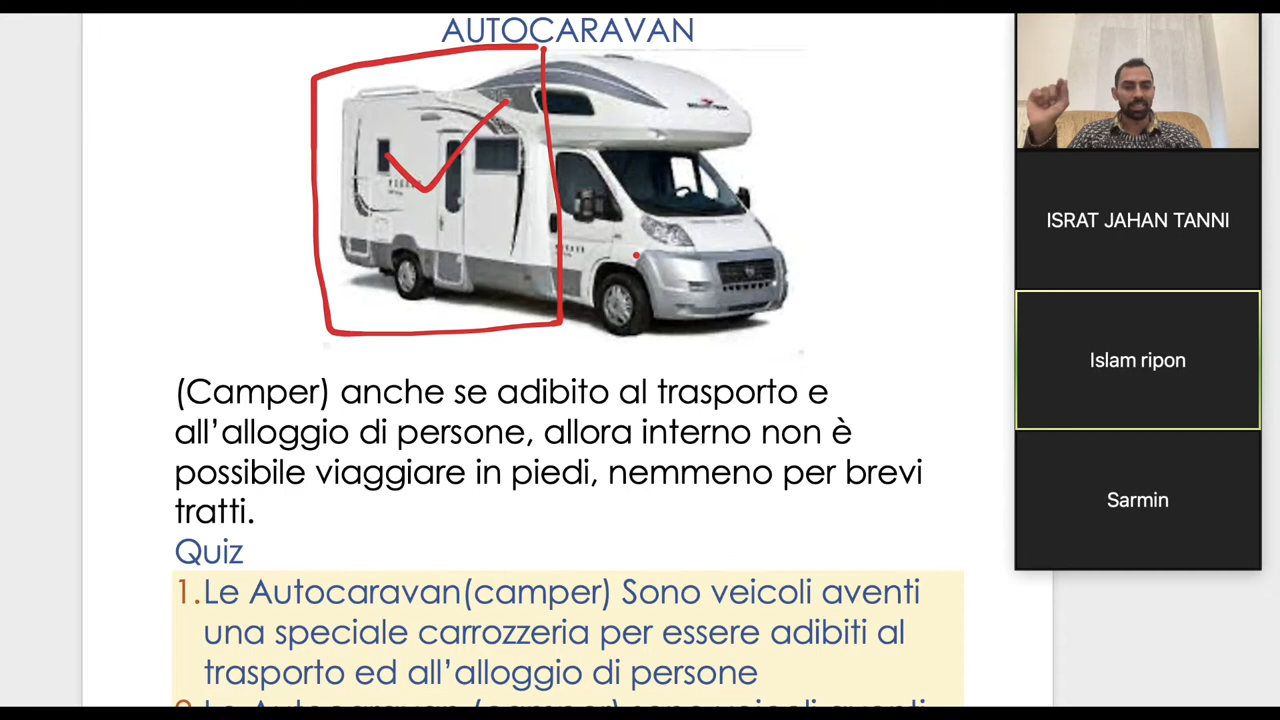 AUTOCARAVAN
(Camper) anche se adibito al trasporto e
all’alloggio di persone, allora interno non è
possibile viaggiare in piedi, nemmeno per brevi
tratti.
Quiz
1.Le Autocaravan(camper) Sono veicoli aventi
una speciale carrozzeria per essere adibiti al
trasporto ed all’alloggio di persone
ISRAT JAHAN TANNI
Islam ripon
Sarmin